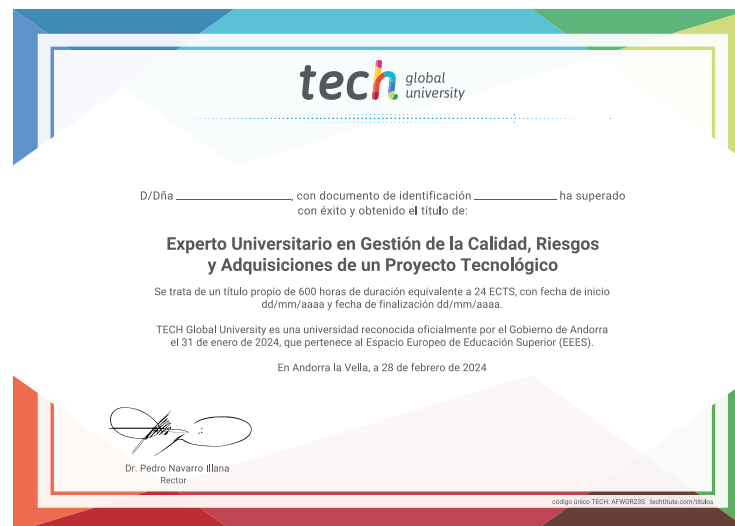 tech global university
D/Dña ______________, con documento de identificación __________ ha superado
con éxito y obtenido el título de:
Experto Universitario en Gestión de la Calidad, Riesgos
y Adquisiciones de un Proyecto Tecnológico
Se trata de un título propio de 600 horas de duración equivalente a 24 ECTS, con fecha de inicio
dd/mm/aaaa y fecha de finalización dd/mm/aaaa.
TECH Global University es una universidad reconocida oficialmente por el Gobierno de Andorra
el 31 de enero de 2024, que pertenece al Espacio Europeo de Educación Superior (EEES).
En Andorra la Vella, a 28 de febrero de 2024
Dr. Pedro Navarro Illana
Rector
código único TECH: AFWOR23S techtitute.com/titulos